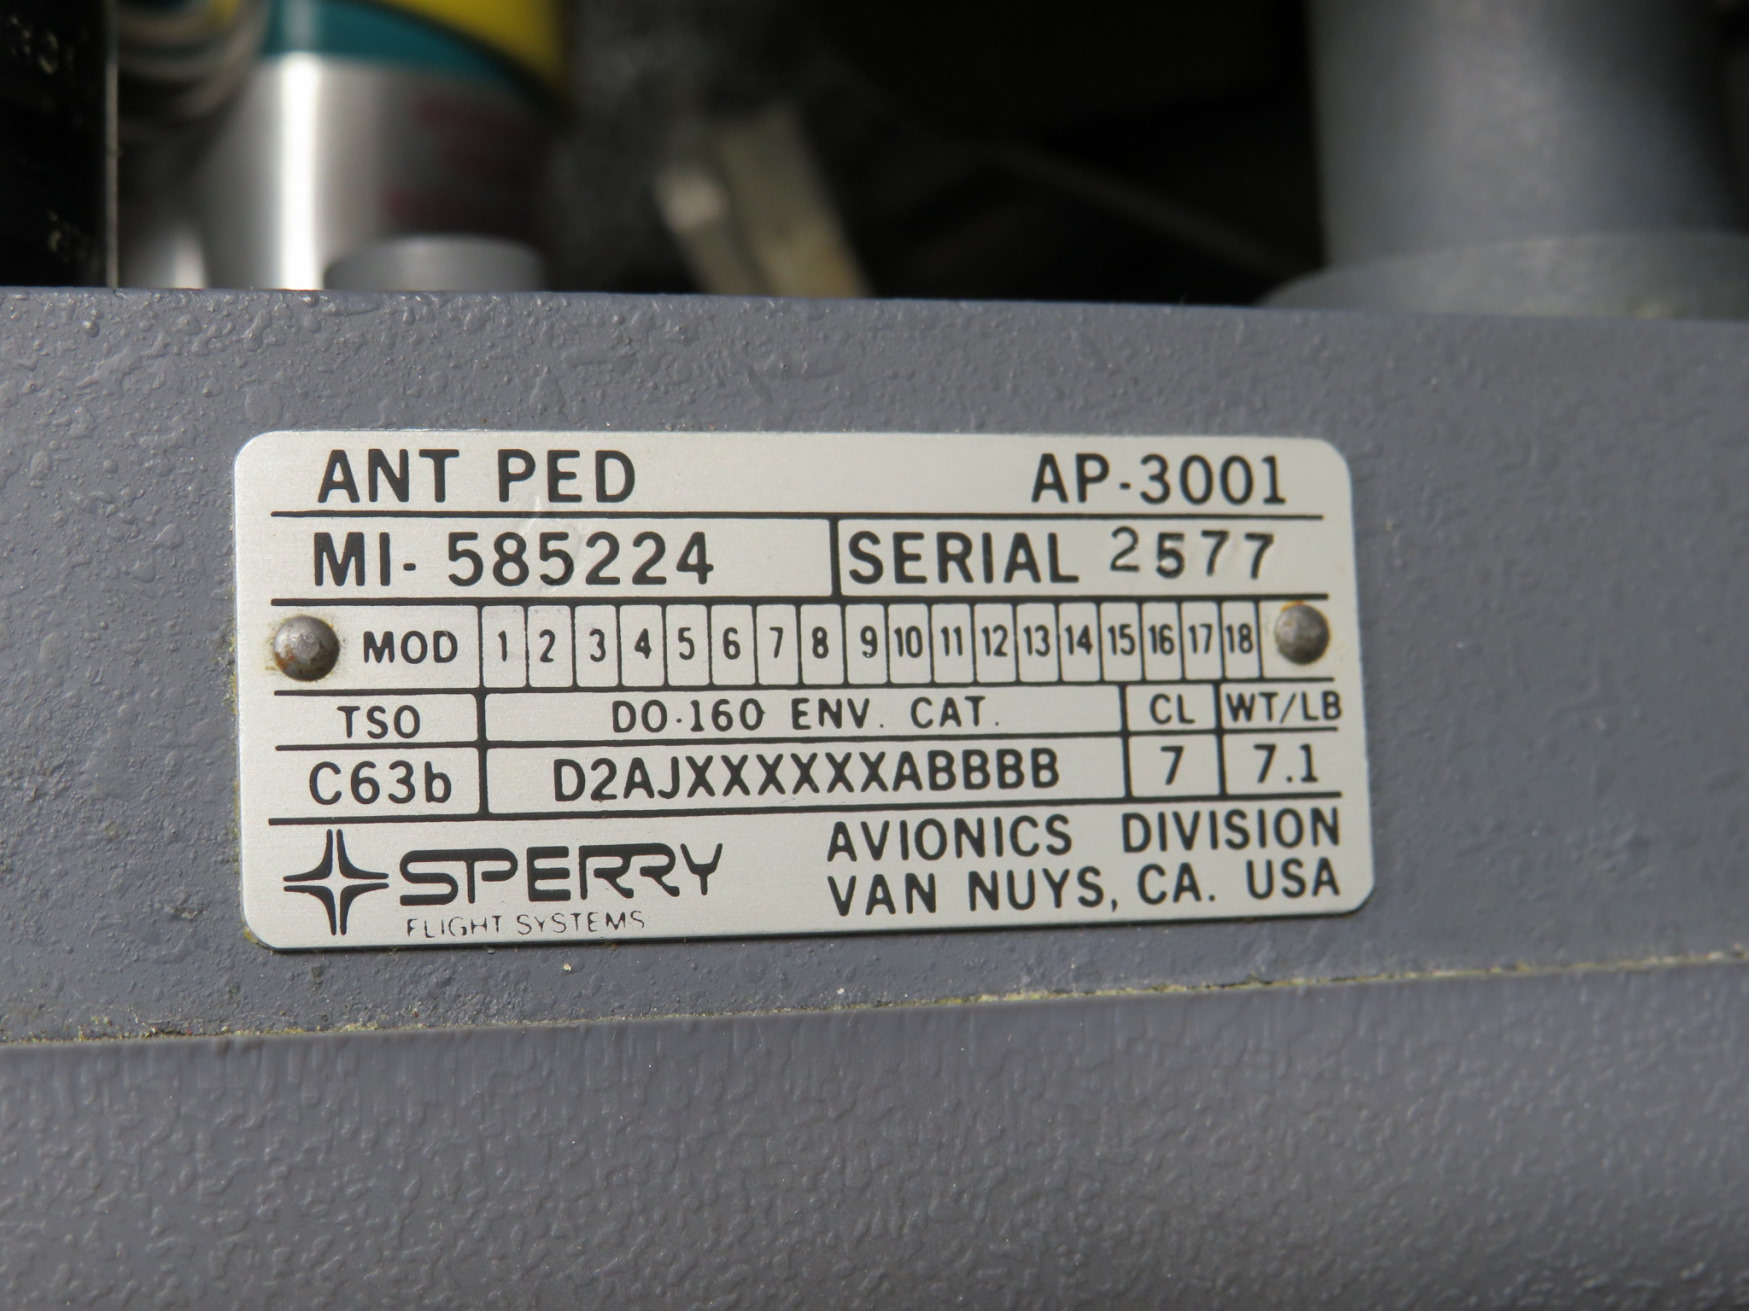 ANT PED AP-3001
MI- 585224 SERIAL 2577
MOD 1 2 3 4 5 6 7 8 9 10 11 12 13 14 15 16 17 18
TSO DO-160 ENV. CAT. CL WT/LB
C63b D2AJXXXXXXABBBB 7 7.1
SPERRY
FLIGHT SYSTEMS
AVIONICS DIVISION
VAN NUYS, CA. USA